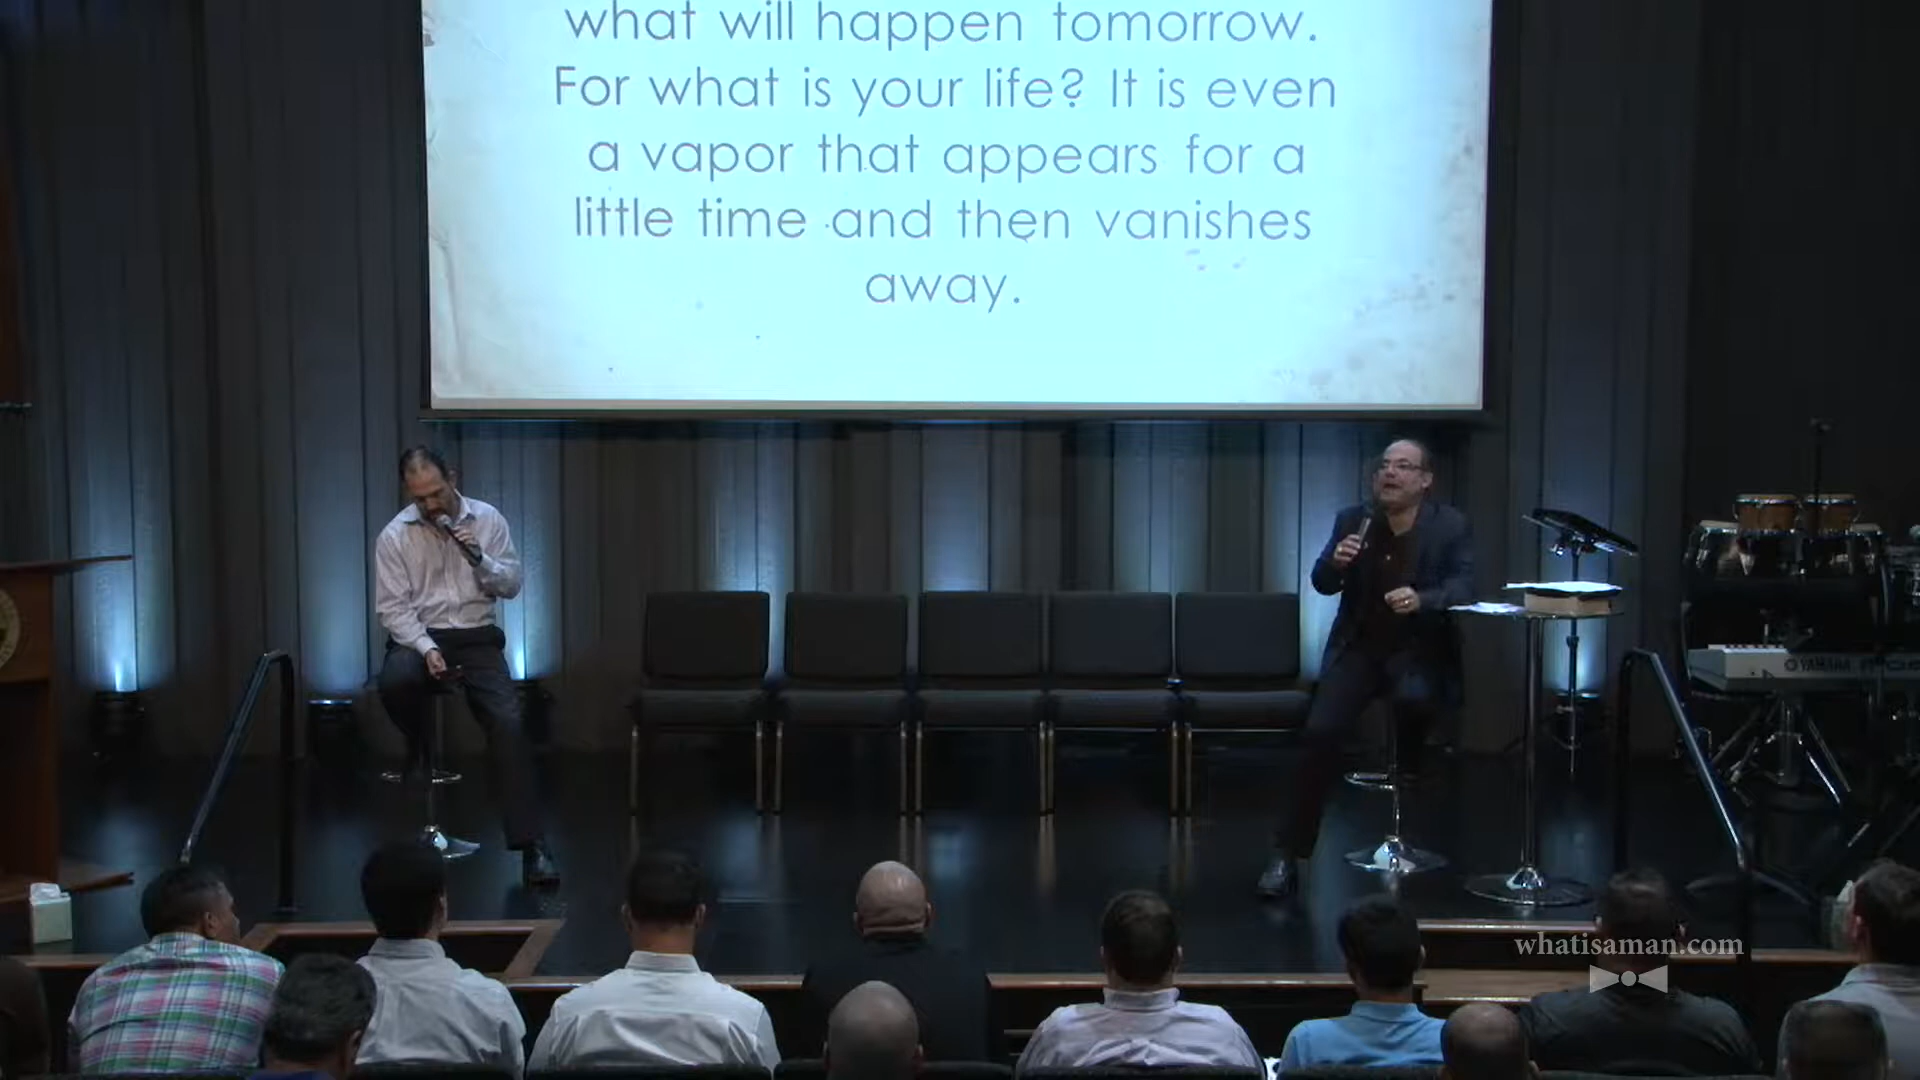 what will happen tomorrow.
For what is your life? It is even
a vapor that appears for a
little time and then vanishes
away.
YAMAHA
whatisaman.com